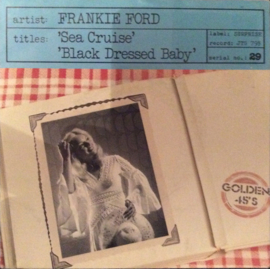 artist: FRANKIE FORD
titles: 'Sea Cruise'
'Black Dressed Baby'
serial no.: 29
GOLDEN
45'S